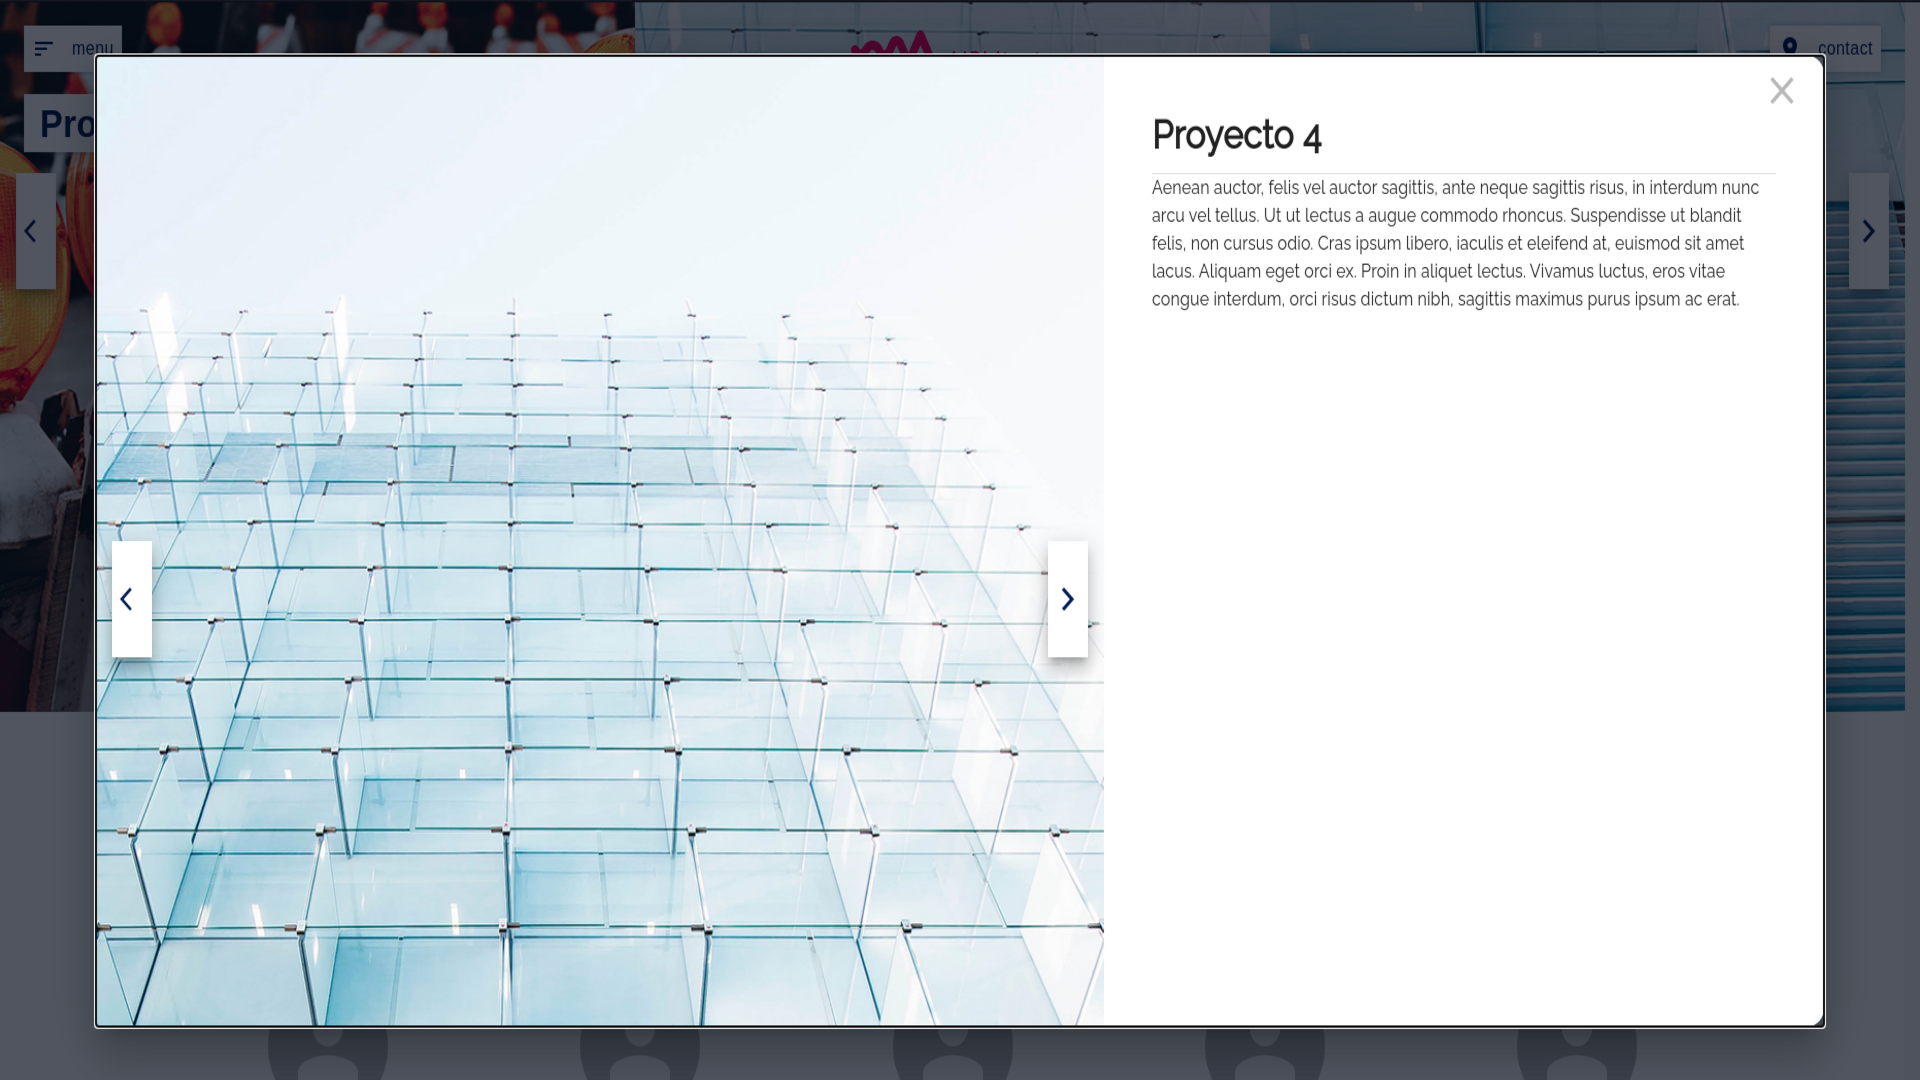 menu
contact
Pro
Proyecto 4
Aenean auctor, felis vel auctor sagittis, ante neque sagittis risus, in interdum nunc
arcu vel tellus. Ut ut lectus a augue commodo rhoncus. Suspendisse ut blandit
felis, non cursus odio. Cras ipsum libero, iaculis et eleifend at, euismod sit amet
lacus. Aliquam eget orci ex. Proin in aliquet lectus. Vivamus luctus, eros vitae
congue interdum, orci risus dictum nibh, sagittis maximus purus ipsum ac erat.